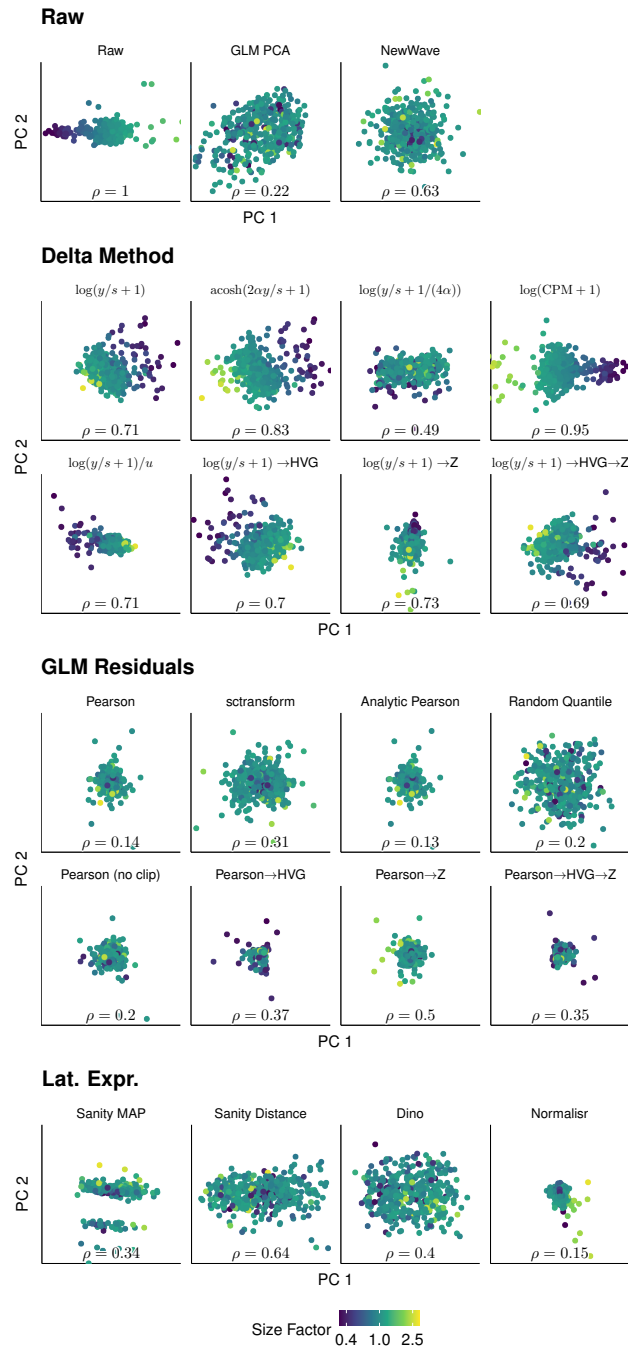 Raw
Raw GLM PCA NewWave
PC 2
ρ = 1 ρ = 0.22 ρ = 0.63
PC 1
Delta Method
log(y/s + 1) acosh(2αy/s + 1) log(y/s + 1/(4α)) log(CPM + 1)
ρ = 0.71 ρ = 0.83 ρ = 0.49 ρ = 0.95
PC 2
log(y/s + 1)/u log(y/s + 1) →HVG log(y/s + 1) →Z log(y/s + 1) →HVG→Z
ρ = 0.71 ρ = 0.7 ρ = 0.73 ρ = 0.69
PC 1
GLM Residuals
Pearson sctransform Analytic Pearson Random Quantile
ρ = 0.14 ρ = 0.31 ρ = 0.13 ρ = 0.2
PC 2
Pearson (no clip) Pearson→HVG Pearson→Z Pearson→HVG→Z
ρ = 0.2 ρ = 0.37 ρ = 0.5 ρ = 0.35
PC 1
Lat. Expr.
Sanity MAP Sanity Distance Dino Normalisr
PC 2
ρ = 0.34 ρ = 0.64 ρ = 0.4 ρ = 0.15
PC 1
Size Factor
0.4 1.0 2.5